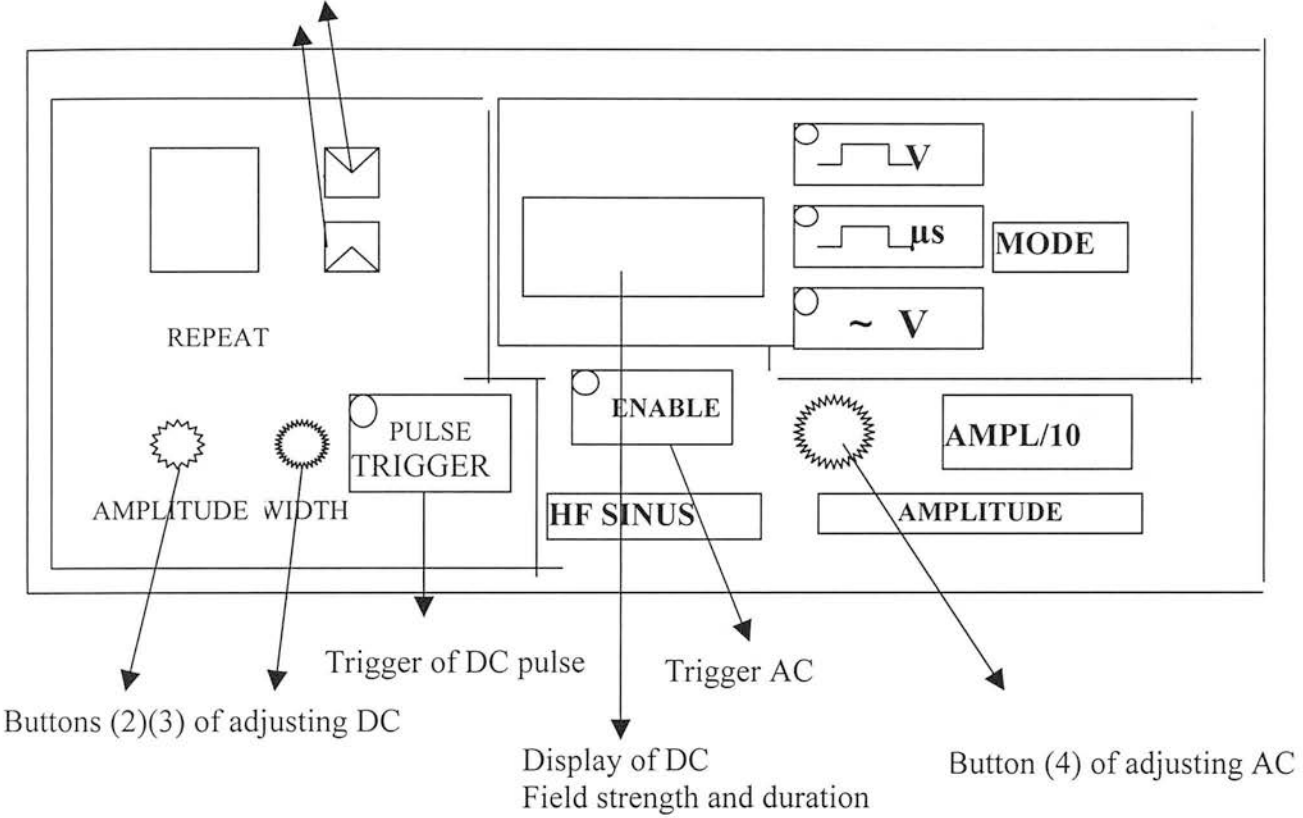 V
µs
MODE
~ V
REPEAT
ENABLE
PULSE
TRIGGER
AMPL/10
AMPLITUDE WIDTH
HF SINUS
AMPLITUDE
Trigger of DC pulse
Trigger AC
Buttons (2)(3) of adjusting DC
Display of DC
Field strength and duration
Button (4) of adjusting AC